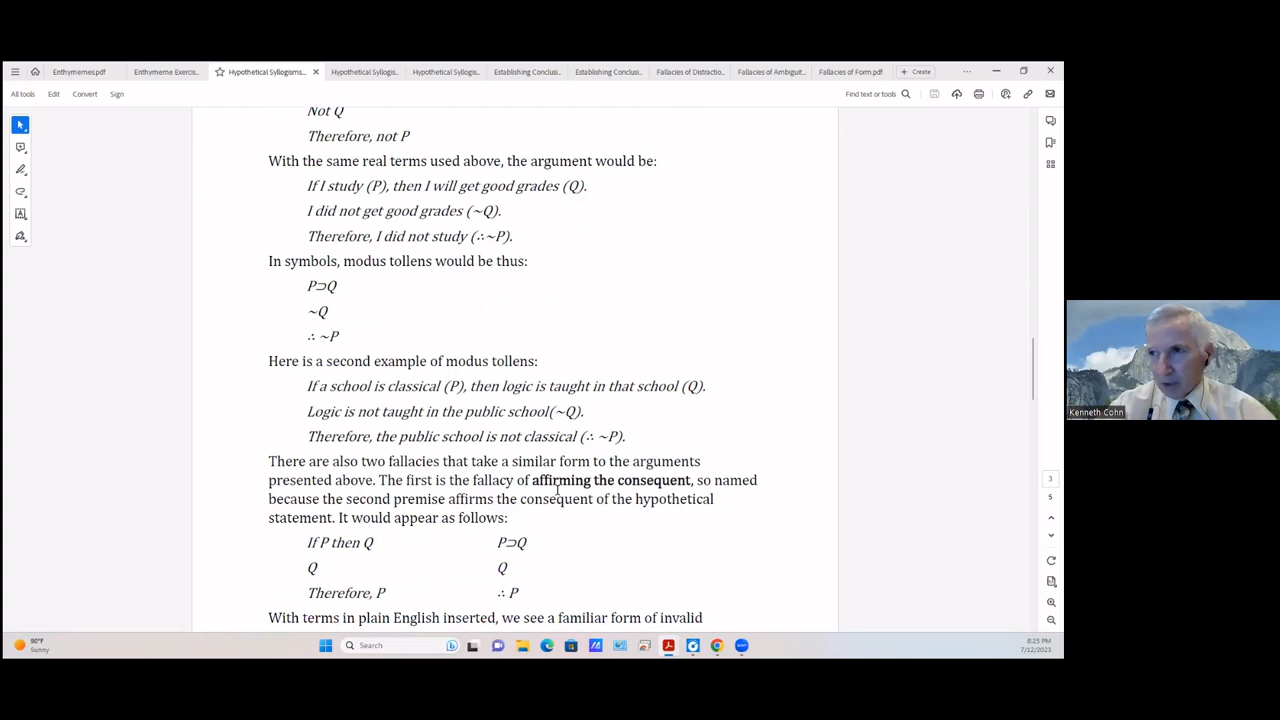 Enthymemes.pdf
Enthymeme Exercis...
Hypothetical Syllogisms...
Hypothetical Syllogis...
Hypothetical Syllogis...
Establishing Conclusi...
Establishing Conclusi...
Fallacies of Distractio...
Fallacies of Ambiguit...
Fallacies of Form.pdf
+ Create
All tools
Edit
Convert
Sign
Find text or tools
Not Q
Therefore, not P
With the same real terms used above, the argument would be:
If I study (P), then I will get good grades (Q).
I did not get good grades (~Q).
Therefore, I did not study (∴~P).
In symbols, modus tollens would be thus:
P⊃Q
~Q
∴ ~P
Here is a second example of modus tollens:
If a school is classical (P), then logic is taught in that school (Q).
Logic is not taught in the public school(~Q).
Therefore, the public school is not classical (∴ ~P).
There are also two fallacies that take a similar form to the arguments
presented above. The first is the fallacy of affirming the consequent, so named
because the second premise affirms the consequent of the hypothetical
statement. It would appear as follows:
If P then Q P⊃Q
Q Q
Therefore, P ∴ P
With terms in plain English inserted, we see a familiar form of invalid
3
5
Kenneth Cohn
90°F
Sunny
Search
8:25 PM
7/12/2023